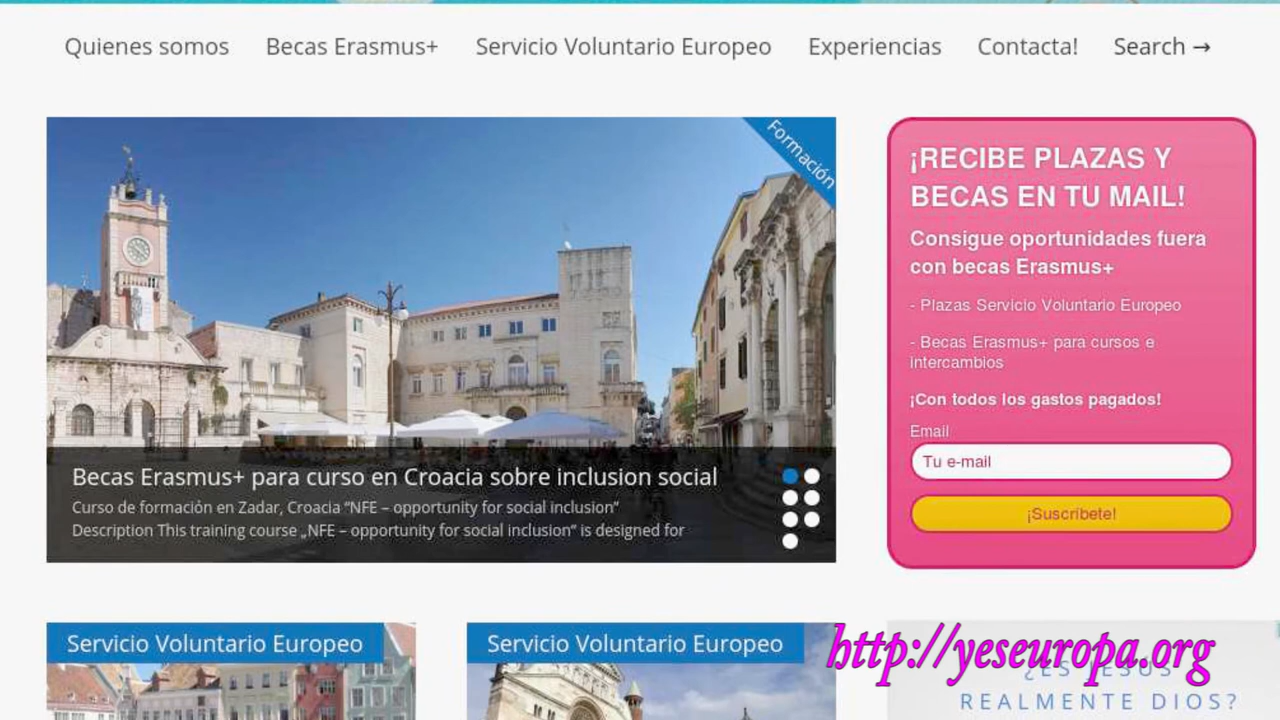 Quienes somos Becas Erasmus+ Servicio Voluntario Europeo Experiencias Contacta! Search →
Formación
Becas Erasmus+ para curso en Croacia sobre inclusion social
Curso de formación en Zadar, Croacia “NFE – opportunity for social inclusion”
Description This training course „NFE – opportunity for social inclusion“ is designed for
¡RECIBE PLAZAS Y
BECAS EN TU MAIL!
Consigue oportunidades fuera
con becas Erasmus+
- Plazas Servicio Voluntario Europeo
- Becas Erasmus+ para cursos e
intercambios
¡Con todos los gastos pagados!
Email
Tu e-mail
¡Suscríbete!
Servicio Voluntario Europeo
Servicio Voluntario Europeo
http://yeseuropa.org
¿ES JESÚS
REALMENTE DIOS?